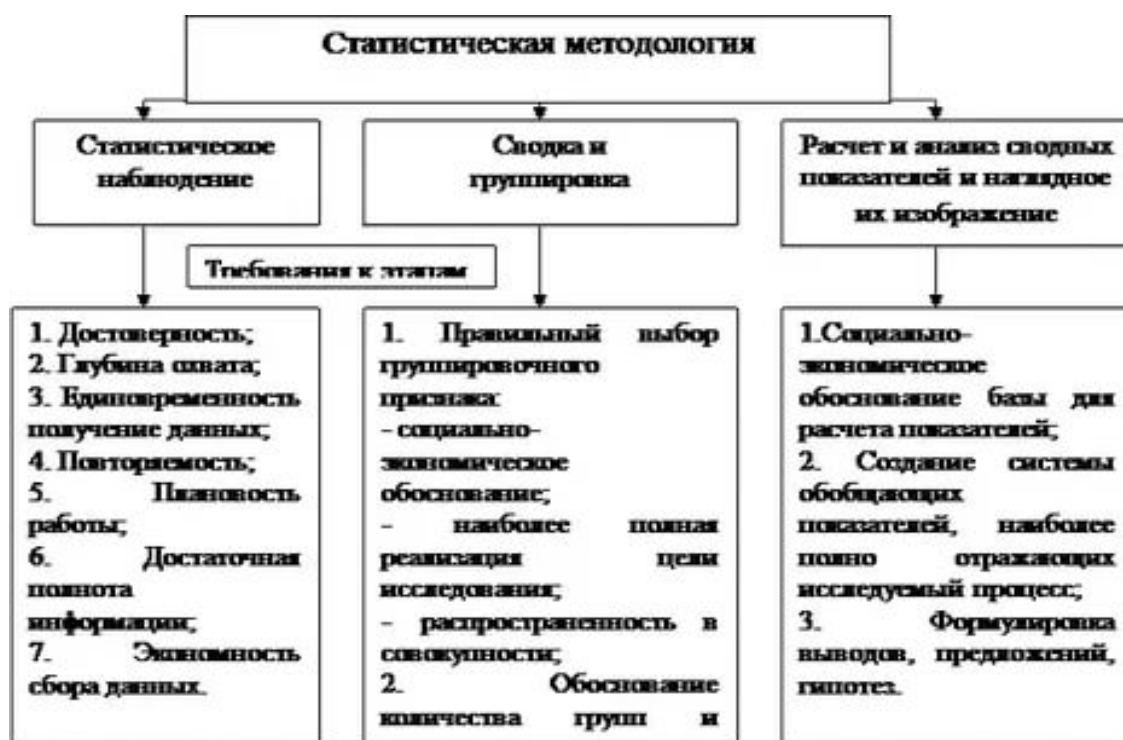 Статистическая методология
Статистическое
наблюдение
Сводка и
группировка
Расчет и анализ сводных
показателей и наглядное
их изображение
Требования к этапам
1. Достоверность;
2. Глубина охвата;
3. Единовременность
получение данных;
4. Повторяемость;
5. Плановость
работы;
6. Достаточная
полнота
информации;
7. Экономность
сбора данных.
1. Правильный выбор
группировочного
признака:
- социально-
экономическое
обоснование;
- наиболее полная
реализация цели
исследования;
- распространенность в
совокупности;
2. Обоснование
количества групп и
1.Социально-
экономическое
обоснование базы для
расчета показателей;
2. Создание системы
обобщающих
показателей, наиболее
полно отражающих
исследуемый процесс;
3. Формулировка
выводов, предложений,
гипотез.